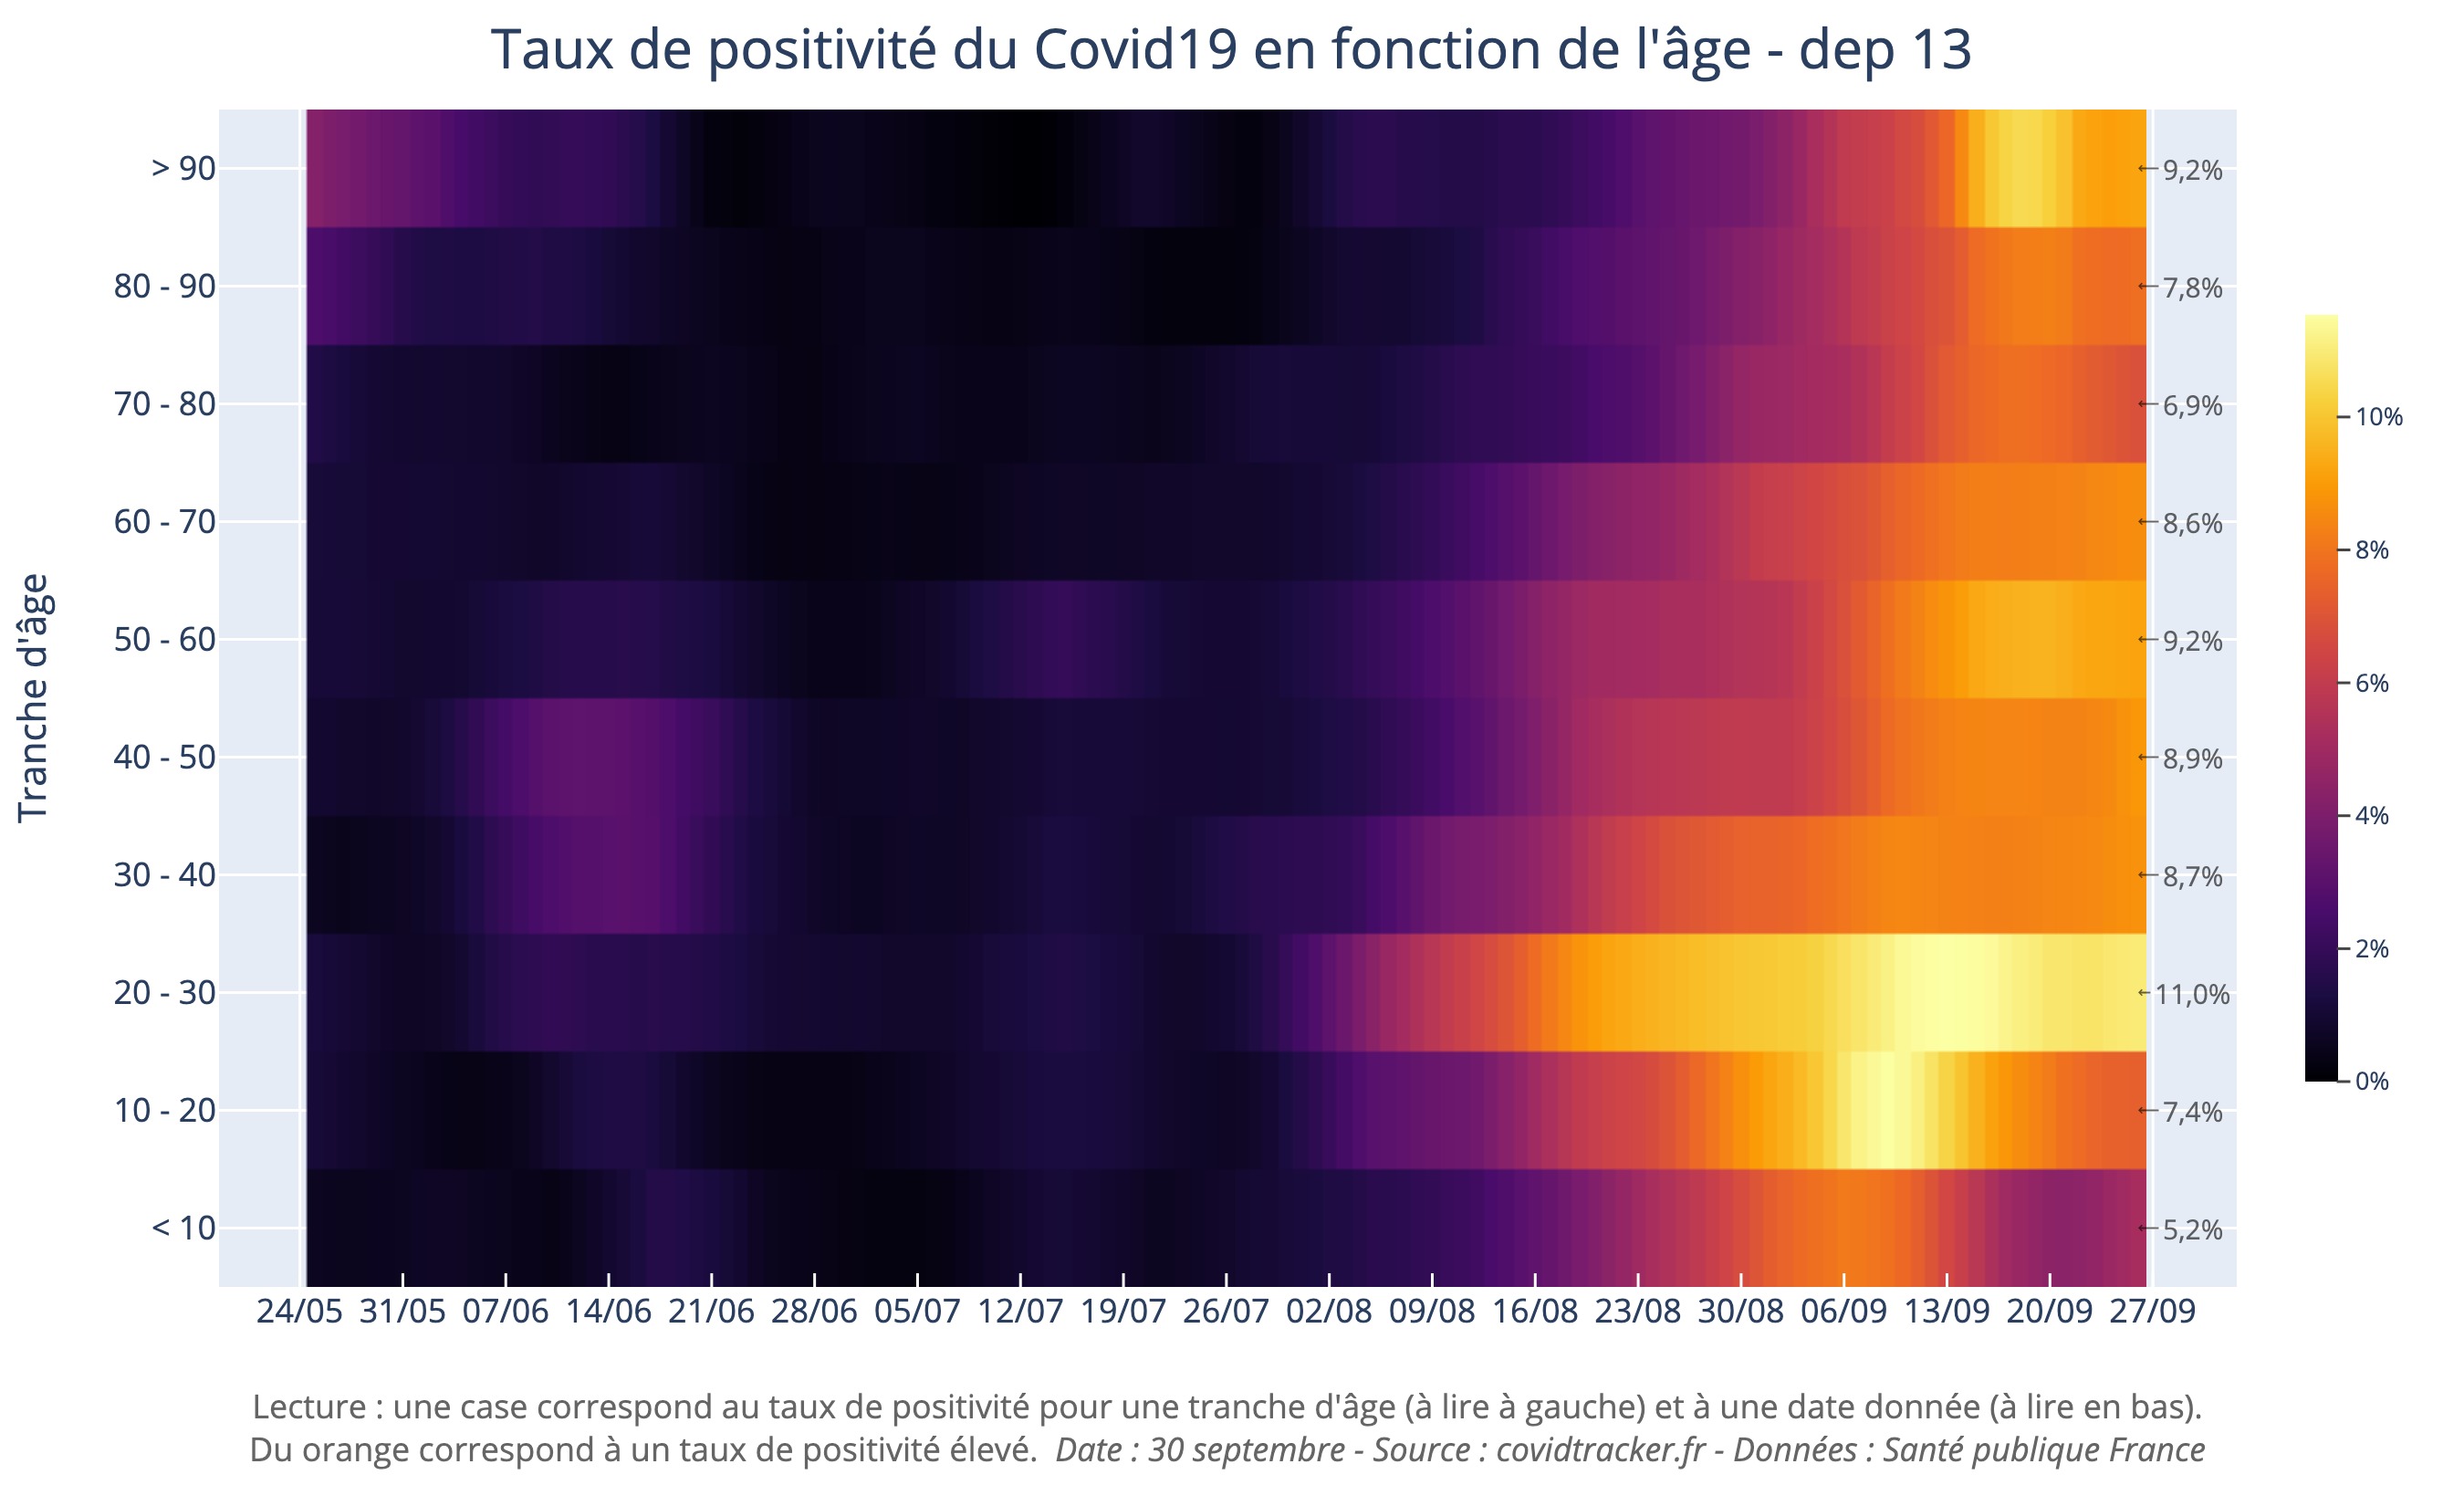 Taux de positivité du Covid19 en fonction de l'âge - dep 13
Tranche d'âge
> 90
80 - 90
70 - 80
60 - 70
50 - 60
40 - 50
30 - 40
20 - 30
10 - 20
< 10
9,2%
7,8%
6,9%
8,6%
9,2%
8,9%
8,7%
11,0%
7,4%
5,2%
10%
8%
6%
4%
2%
0%
24/05 31/05 07/06 14/06 21/06 28/06 05/07 12/07 19/07 26/07 02/08 09/08 16/08 23/08 30/08 06/09 13/09 20/09 27/09
Lecture : une case correspond au taux de positivité pour une tranche d'âge (à lire à gauche) et à une date donnée (à lire en bas).
Du orange correspond à un taux de positivité élevé. Date : 30 septembre - Source : covidtracker.fr - Données : Santé publique France